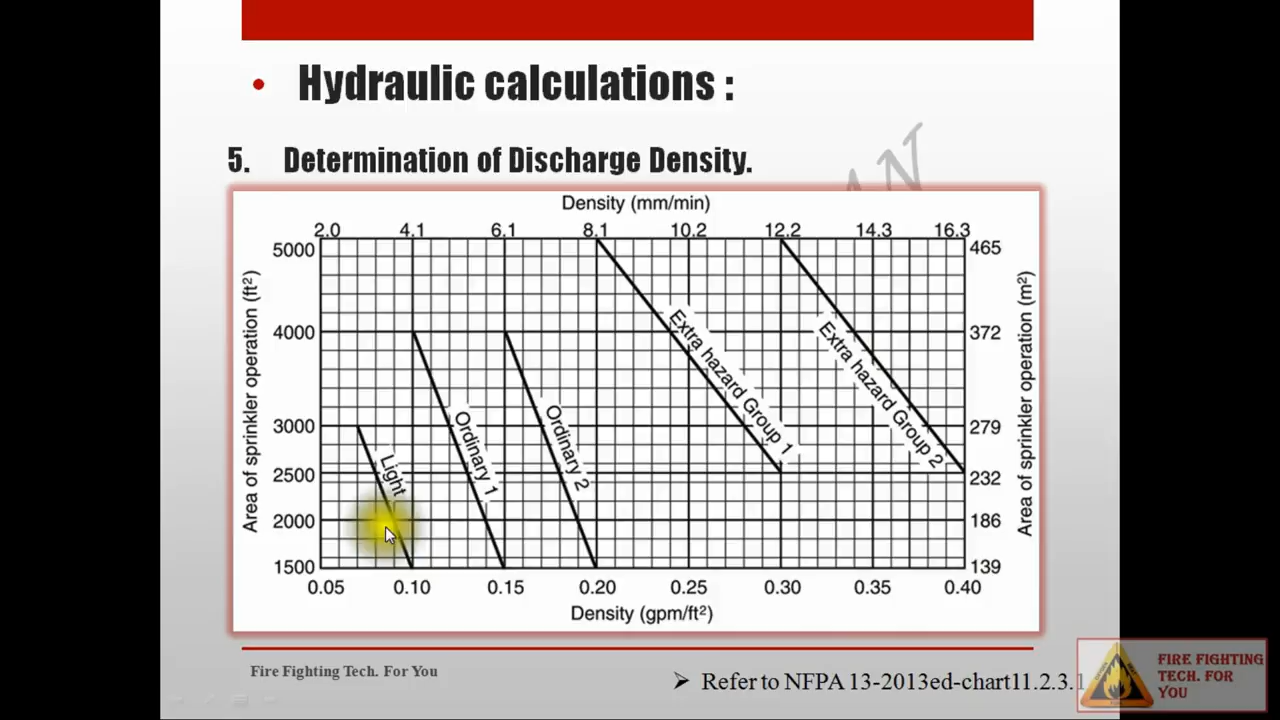 • Hydraulic calculations :
5. Determination of Discharge Density.
Density (mm/min)
2.0 4.1 6.1 8.1 10.2 12.2 14.3 16.3
5000 465
4000 372
3000 279
2500 232
2000 186
1500 139
Area of sprinkler operation (ft²)
Area of sprinkler operation (m²)
Light
Ordinary 1
Ordinary 2
Extra hazard Group 1
Extra hazard Group 2
0.05 0.10 0.15 0.20 0.25 0.30 0.35 0.40
Density (gpm/ft²)
Fire Fighting Tech. For You
➢ Refer to NFPA 13-2013ed-chart11.2.3.1
FIRE FIGHTING
TECH. FOR
YOU